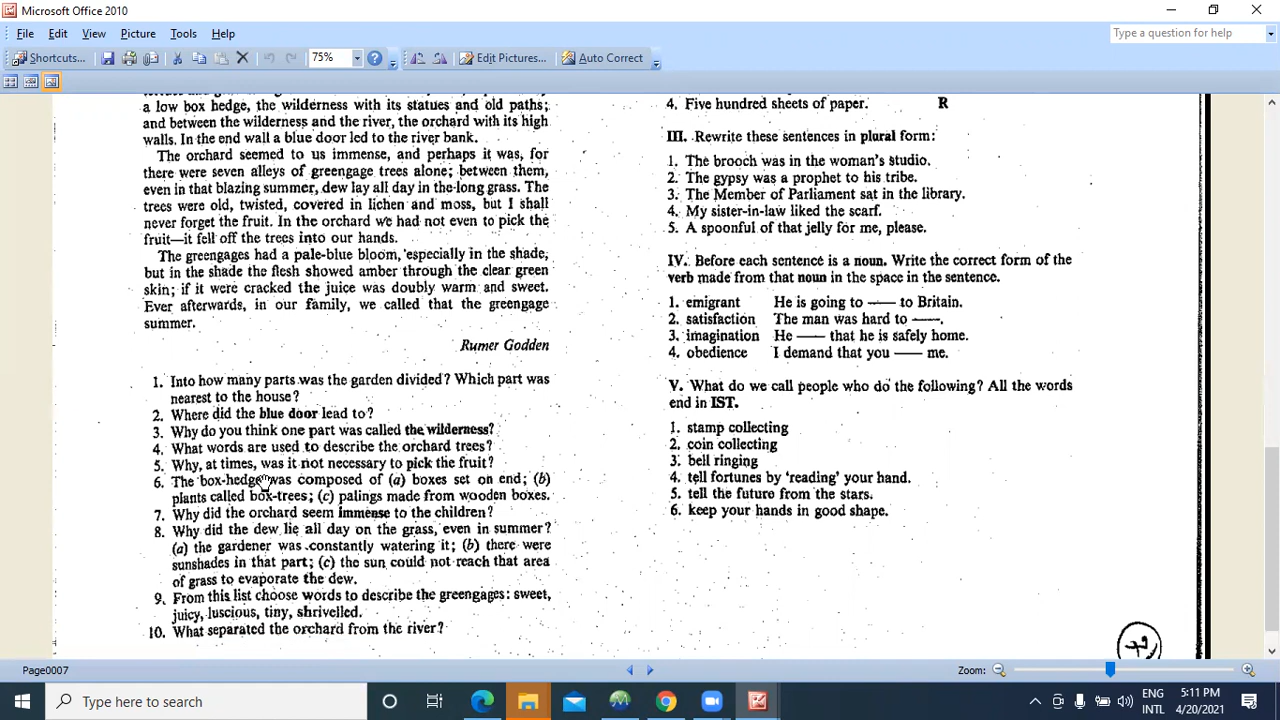 Microsoft Office 2010
File Edit View Picture Tools Help
Type a question for help
Shortcuts...
75%
Edit Pictures...
Auto Correct
a low box hedge, the wilderness with its statues and old paths;
and between the wilderness and the river, the orchard with its high
walls. In the end wall a blue door led to the river bank.
The orchard seemed to us immense, and perhaps it was, for
there were seven alleys of greengage trees alone; between them,
even in that blazing summer, dew lay all day in the long grass. The
trees were old, twisted, covered in lichen and moss, but I shall
never forget the fruit. In the orchard we had not even to pick the
fruit—it fell off the trees into our hands.
The greengages had a pale-blue bloom, especially in the shade,
but in the shade the flesh showed amber through the clear green
skin; if it were cracked the juice was doubly warm and sweet.
Ever afterwards, in our family, we called that the greengage
summer.
Rumer Godden
1. Into how many parts was the garden divided? Which part was
nearest to the house?
2. Where did the blue door lead to?
3. Why do you think one part was called the wilderness?
4. What words are used to describe the orchard trees?
5. Why, at times, was it not necessary to pick the fruit?
6. The box-hedge was composed of (a) boxes set on end; (b)
plants called box-trees; (c) palings made from wooden boxes.
7. Why did the orchard seem immense to the children?
8. Why did the dew lie all day on the grass, even in summer?
(a) the gardener was constantly watering it; (b) there were
sunshades in that part; (c) the sun could not reach that area
of grass to evaporate the dew.
9. From this list choose words to describe the greengages: sweet,
juicy, luscious, tiny, shrivelled.
10. What separated the orchard from the river?
4. Five hundred sheets of paper. R
III. Rewrite these sentences in plural form:
1. The brooch was in the woman's studio.
2. The gypsy was a prophet to his tribe.
3. The Member of Parliament sat in the library.
4. My sister-in-law liked the scarf.
5. A spoonful of that jelly for me, please.
IV. Before each sentence is a noun. Write the correct form of the
verb made from that noun in the space in the sentence.
1. emigrant He is going to —— to Britain.
2. satisfaction The man was hard to ——.
3. imagination He —— that he is safely home.
4. obedience I demand that you —— me.
V. What do we call people who do the following? All the words
end in IST.
1. stamp collecting
2. coin collecting
3. bell ringing
4. tell fortunes by 'reading' your hand.
5. tell the future from the stars.
6. keep your hands in good shape.
Page0007
Zoom:
Type here to search
ENG
INTL
5:11 PM
4/20/2021